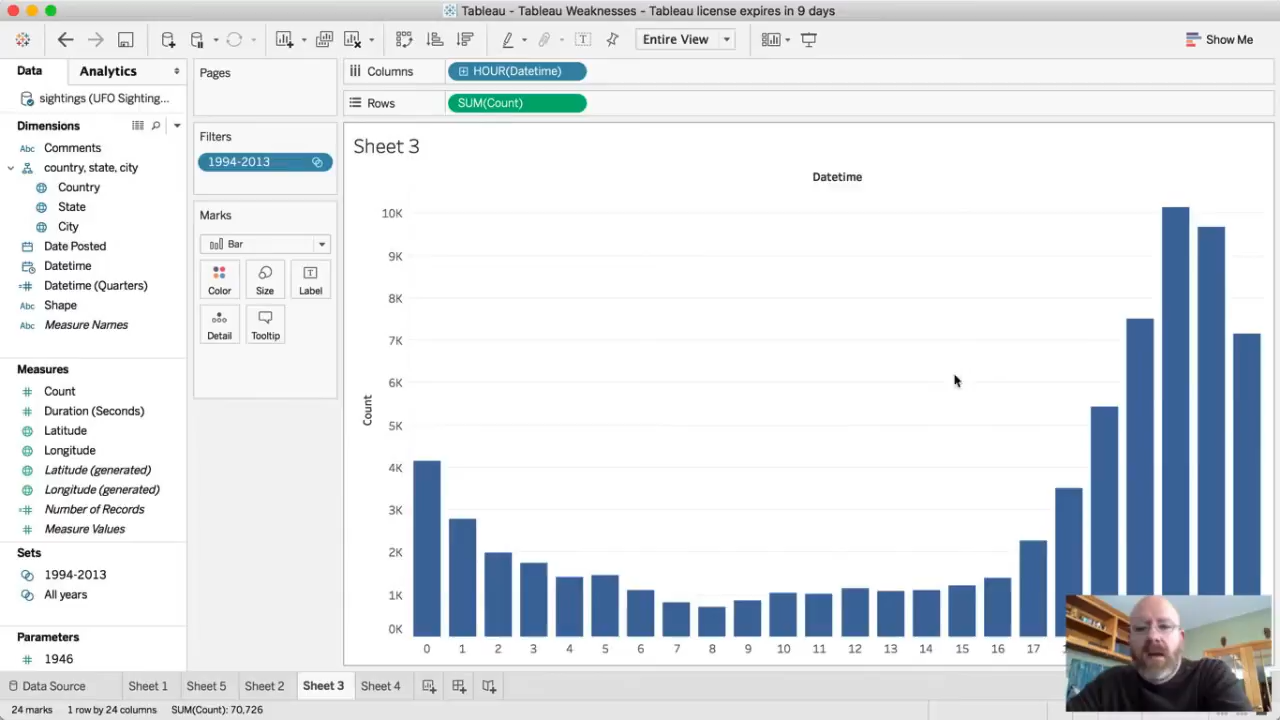 Tableau - Tableau Weaknesses - Tableau license expires in 9 days
Entire View
Show Me
Data
Analytics
sightings (UFO Sighting...
Dimensions
Abc Comments
country, state, city
Country
State
City
Date Posted
Datetime
Datetime (Quarters)
Abc Shape
Abc Measure Names
Measures
Count
Duration (Seconds)
Latitude
Longitude
Latitude (generated)
Longitude (generated)
Number of Records
Measure Values
Sets
1994-2013
All years
Parameters
1946
Pages
Filters
1994-2013
Marks
Bar
Color
Size
Label
Detail
Tooltip
Columns
HOUR(Datetime)
Rows
SUM(Count)
Sheet 3
Datetime
Count
10K
9K
8K
7K
6K
5K
4K
3K
2K
1K
0K
0 1 2 3 4 5 6 7 8 9 10 11 12 13 14 15 16 17
Data Source
Sheet 1
Sheet 5
Sheet 2
Sheet 3
Sheet 4
24 marks
1 row by 24 columns
SUM(Count): 70,726